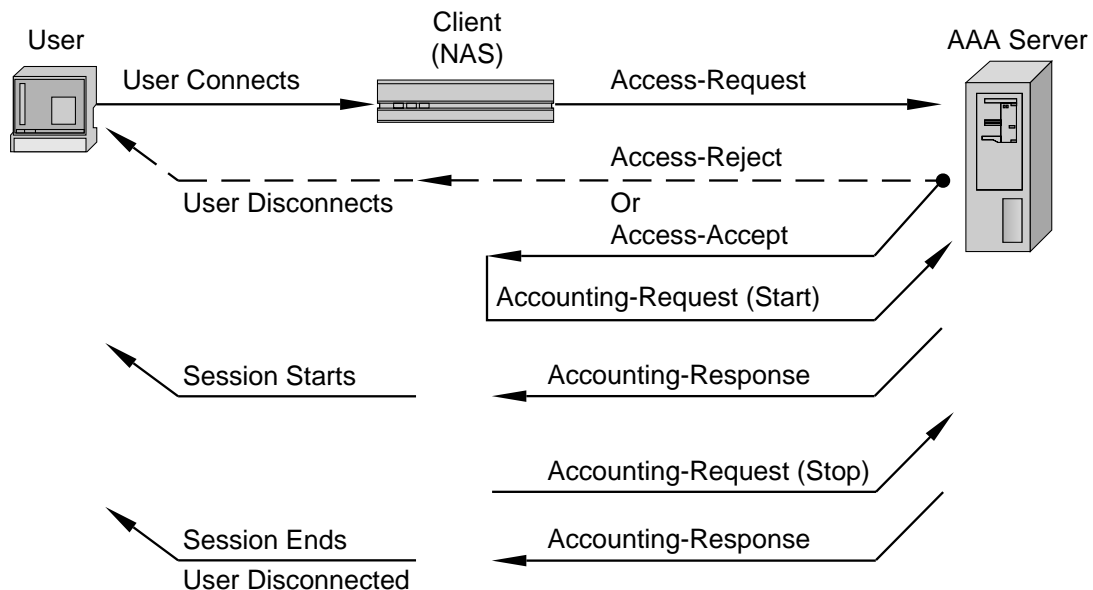 User
Client
(NAS)
AAA Server
User Connects
Access-Request
Access-Reject
User Disconnects
Or
Access-Accept
Accounting-Request (Start)
Session Starts
Accounting-Response
Accounting-Request (Stop)
Session Ends
Accounting-Response
User Disconnected